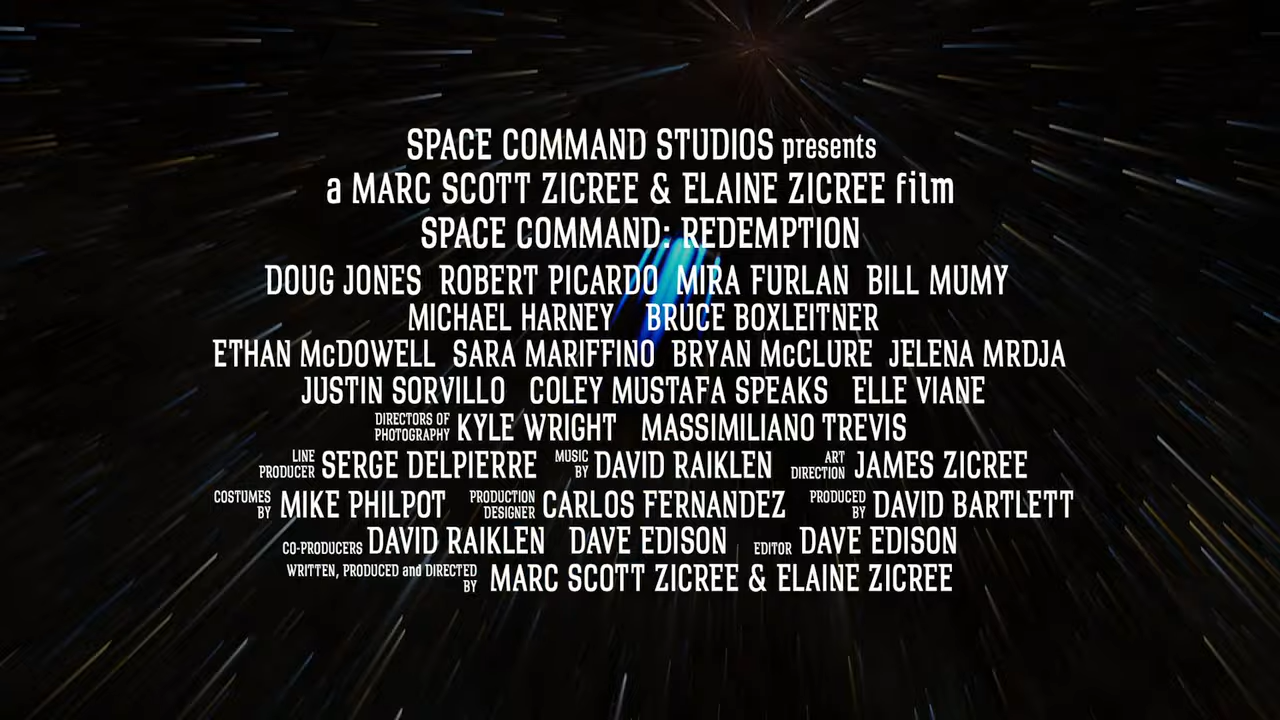 SPACE COMMAND STUDIOS presents
a MARC SCOTT ZICREE & ELAINE ZICREE film
SPACE COMMAND: REDEMPTION
DOUG JONES ROBERT PICARDO MIRA FURLAN BILL MUMY
MICHAEL HARNEY BRUCE BOXLEITNER
ETHAN McDOWELL SARA MARIFFINO BRYAN McCLURE JELENA MRDJA
JUSTIN SORVILLO COLEY MUSTAFA SPEAKS ELLE VIANE
DIRECTORS OF PHOTOGRAPHY KYLE WRIGHT MASSIMILIANO TREVIS
LINE PRODUCER SERGE DELPIERRE MUSIC BY DAVID RAIKLEN ART DIRECTION JAMES ZICREE
COSTUMES BY MIKE PHILPOT PRODUCTION DESIGNER CARLOS FERNANDEZ PRODUCED BY DAVID BARTLETT
CO-PRODUCERS DAVID RAIKLEN DAVE EDISON EDITOR DAVE EDISON
WRITTEN, PRODUCED and DIRECTED BY MARC SCOTT ZICREE & ELAINE ZICREE